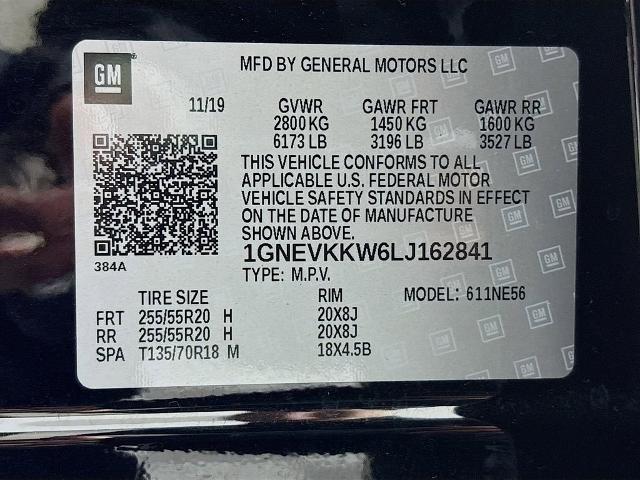 GM
MFD BY GENERAL MOTORS LLC
11/19 GVWR GAWR FRT GAWR RR
2800 KG 1450 KG 1600 KG
6173 LB 3196 LB 3527 LB
THIS VEHICLE CONFORMS TO ALL
APPLICABLE U.S. FEDERAL MOTOR
VEHICLE SAFETY STANDARDS IN EFFECT
ON THE DATE OF MANUFACTURE
SHOWN ABOVE.
384A
1GNEVKKW6LJ162841
TYPE: M.P.V.
TIRE SIZE RIM MODEL: 611NE56
FRT 255/55R20 H 20X8J
RR 255/55R20 H 20X8J
SPA T135/70R18 M 18X4.5B